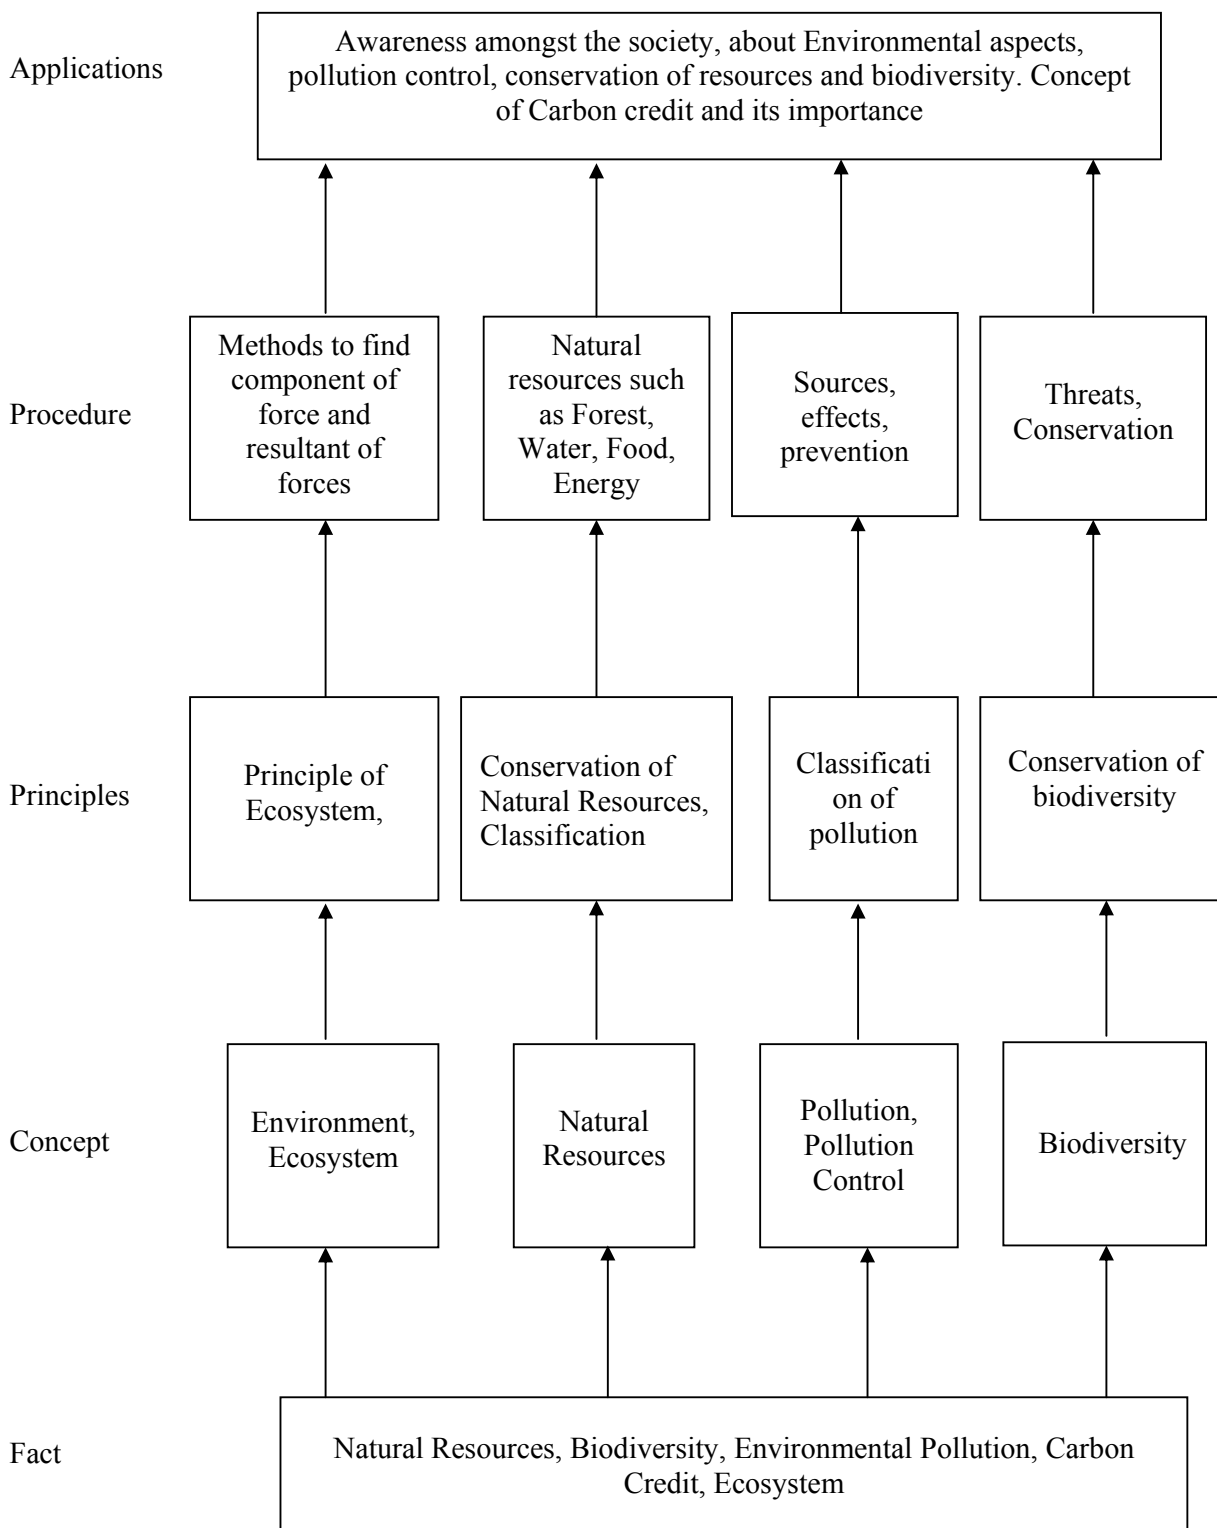 Applications
Awareness amongst the society, about Environmental aspects,
pollution control, conservation of resources and biodiversity. Concept
of Carbon credit and its importance
Procedure
Methods to find
component of
force and
resultant of
forces
Natural
resources such
as Forest,
Water, Food,
Energy
Sources,
effects,
prevention
Threats,
Conservation
Principles
Principle of
Ecosystem,
Conservation of
Natural Resources,
Classification
Classificati
on of
pollution
Conservation of
biodiversity
Concept
Environment,
Ecosystem
Natural
Resources
Pollution,
Pollution
Control
Biodiversity
Fact
Natural Resources, Biodiversity, Environmental Pollution, Carbon
Credit, Ecosystem